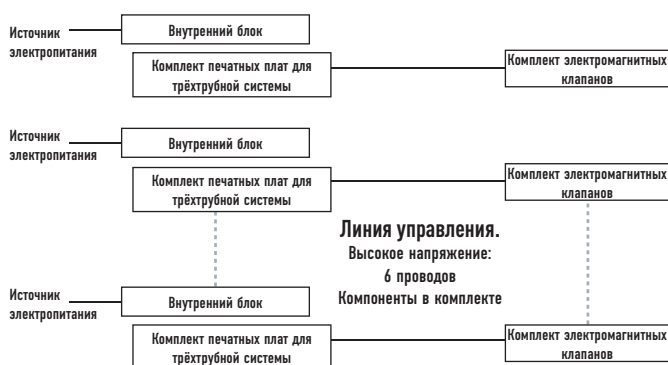 Источник
электропитания
Внутренний блок
Комплект печатных плат для
трёхтрубной системы
Комплект электромагнитных
клапанов
Источник
электропитания
Внутренний блок
Комплект печатных плат для
трёхтрубной системы
Комплект электромагнитных
клапанов
Линия управления.
Высокое напряжение:
6 проводов
Компоненты в комплекте
Источник
электропитания
Внутренний блок
Комплект печатных плат для
трёхтрубной системы
Комплект электромагнитных
клапанов